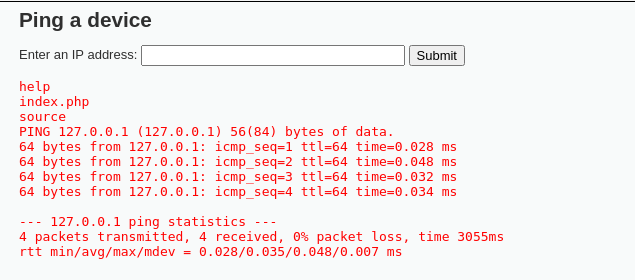 Ping a device
Enter an IP address: Submit
help
index.php
source
PING 127.0.0.1 (127.0.0.1) 56(84) bytes of data.
64 bytes from 127.0.0.1: icmp_seq=1 ttl=64 time=0.028 ms
64 bytes from 127.0.0.1: icmp_seq=2 ttl=64 time=0.048 ms
64 bytes from 127.0.0.1: icmp_seq=3 ttl=64 time=0.032 ms
64 bytes from 127.0.0.1: icmp_seq=4 ttl=64 time=0.034 ms
--- 127.0.0.1 ping statistics ---
4 packets transmitted, 4 received, 0% packet loss, time 3055ms
rtt min/avg/max/mdev = 0.028/0.035/0.048/0.007 ms